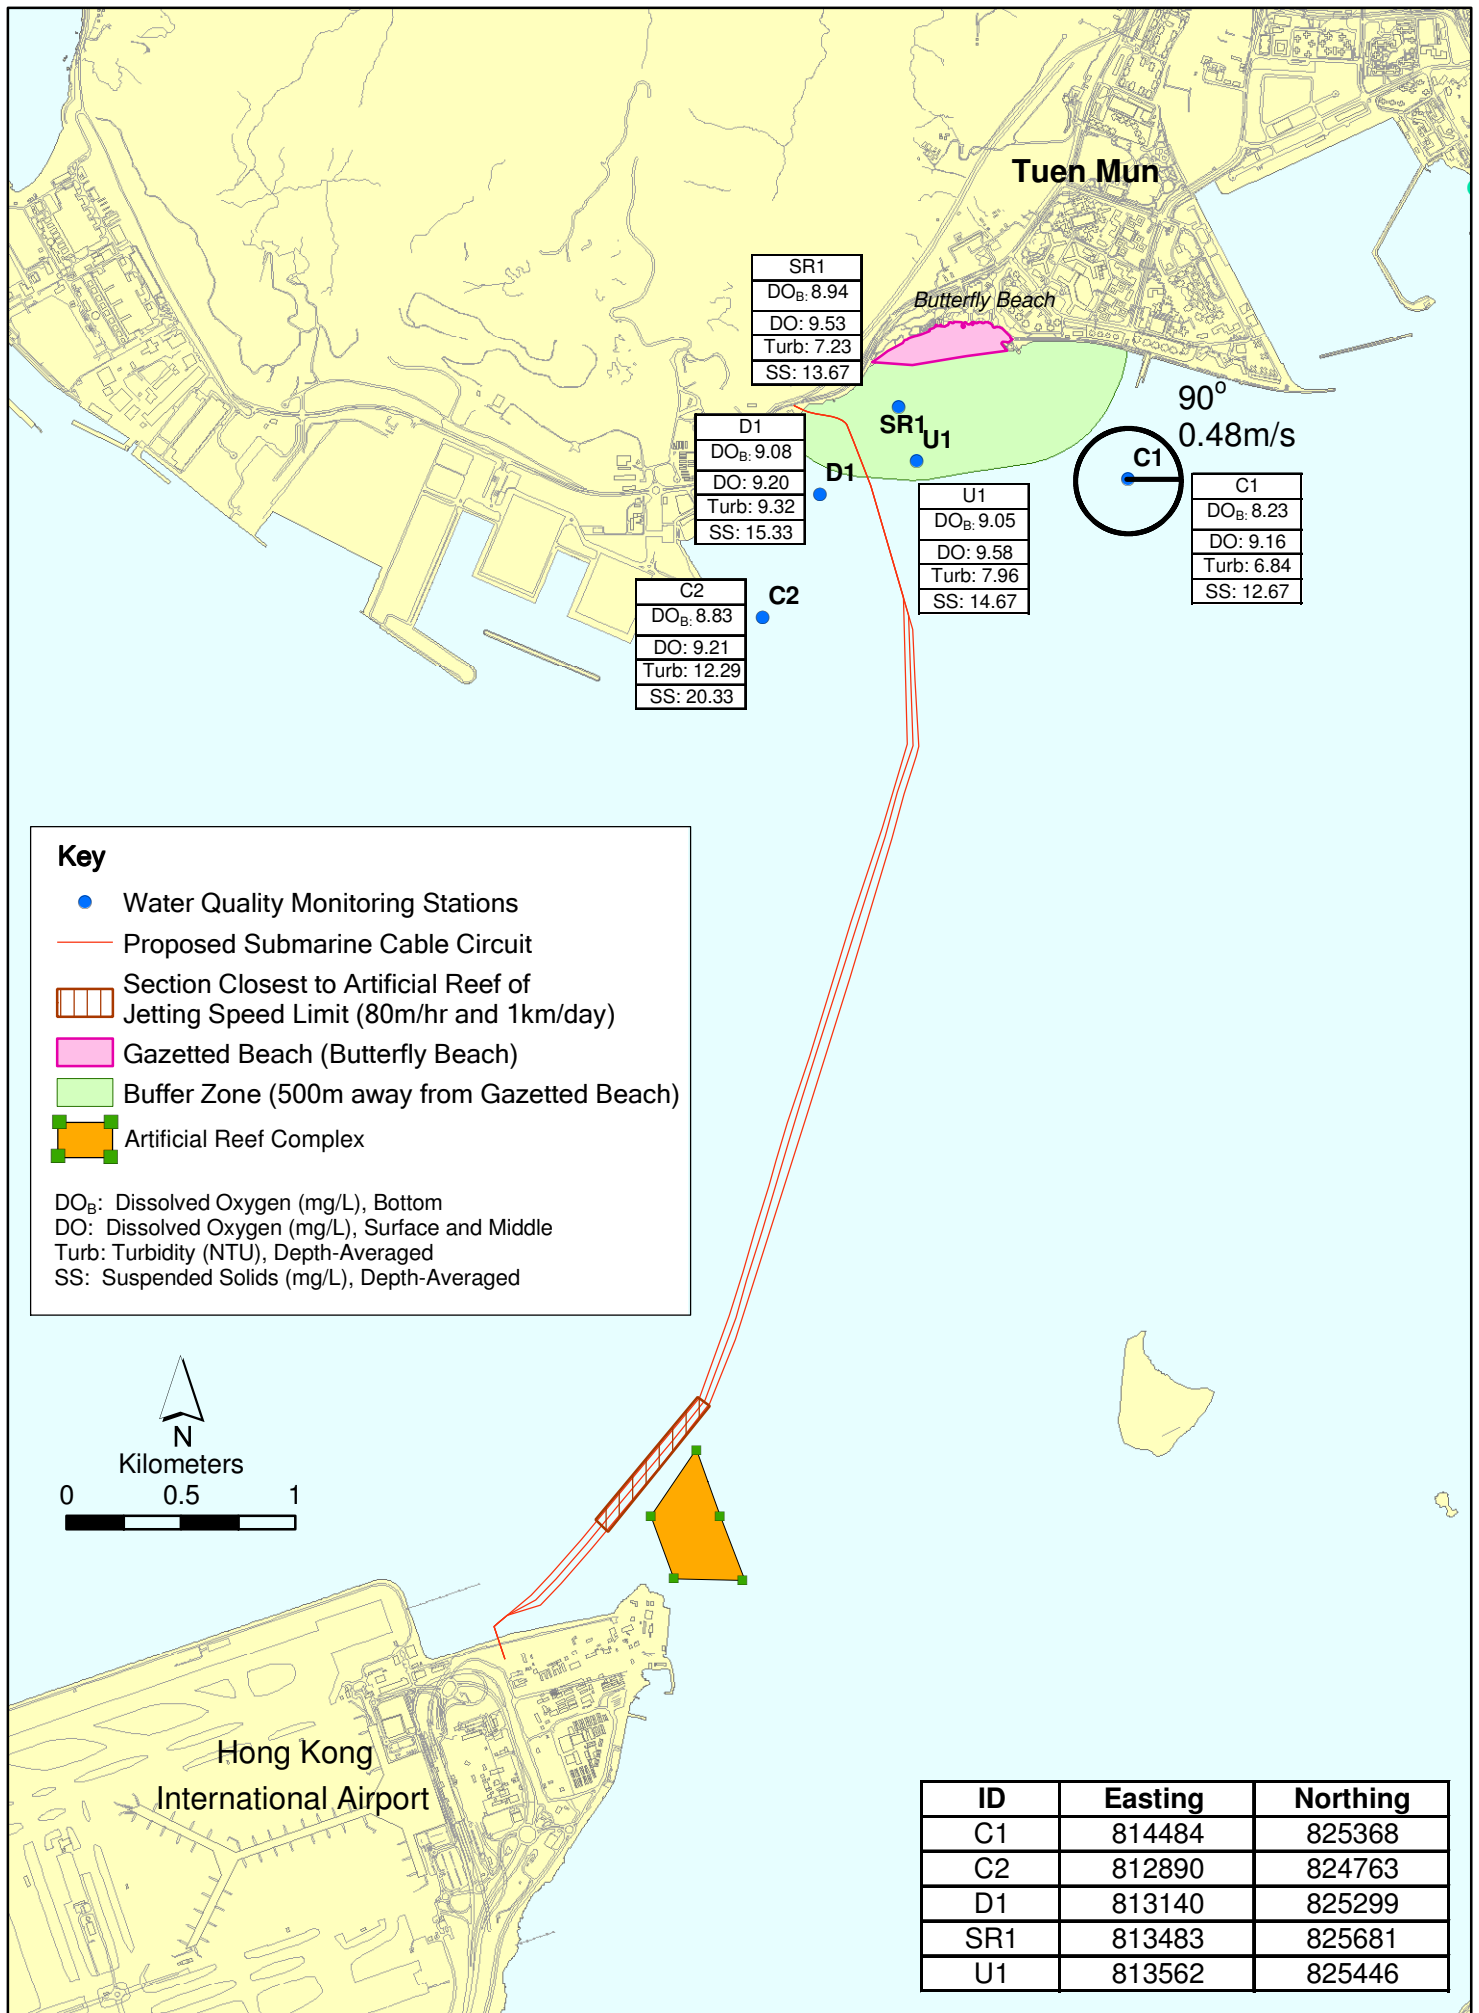 Tuen Mun
SR1
DOB: 8.94
DO: 9.53
Turb: 7.23
SS: 13.67
Butterfly Beach
90°
0.48m/s
SR1
U1
D1
DOB: 9.08
DO: 9.20
Turb: 9.32
SS: 15.33
D1
C1
U1
DOB: 9.05
DO: 9.58
Turb: 7.96
SS: 14.67
C1
DOB: 8.23
DO: 9.16
Turb: 6.84
SS: 12.67
C2
DOB: 8.83
DO: 9.21
Turb: 12.29
SS: 20.33
C2
Key
Water Quality Monitoring Stations
Proposed Submarine Cable Circuit
Section Closest to Artificial Reef of
Jetting Speed Limit (80m/hr and 1km/day)
Gazetted Beach (Butterfly Beach)
Buffer Zone (500m away from Gazetted Beach)
Artificial Reef Complex
DOB: Dissolved Oxygen (mg/L), Bottom
DO: Dissolved Oxygen (mg/L), Surface and Middle
Turb: Turbidity (NTU), Depth-Averaged
SS: Suspended Solids (mg/L), Depth-Averaged
N
Kilometers
0 0.5 1
Hong Kong
International Airport
ID Easting Northing
C1 814484 825368
C2 812890 824763
D1 813140 825299
SR1 813483 825681
U1 813562 825446